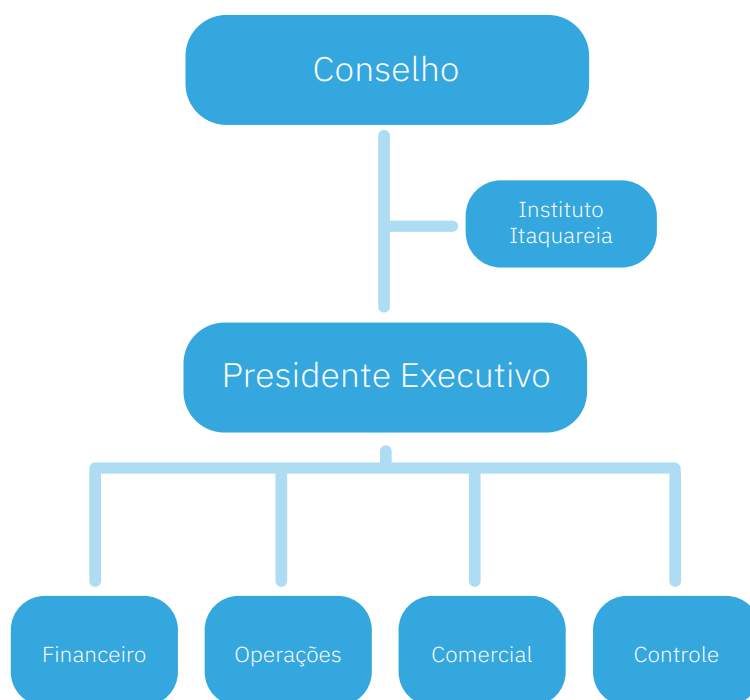 Conselho
Instituto
Itaquareia
Presidente Executivo
Financeiro
Operações
Comercial
Controle